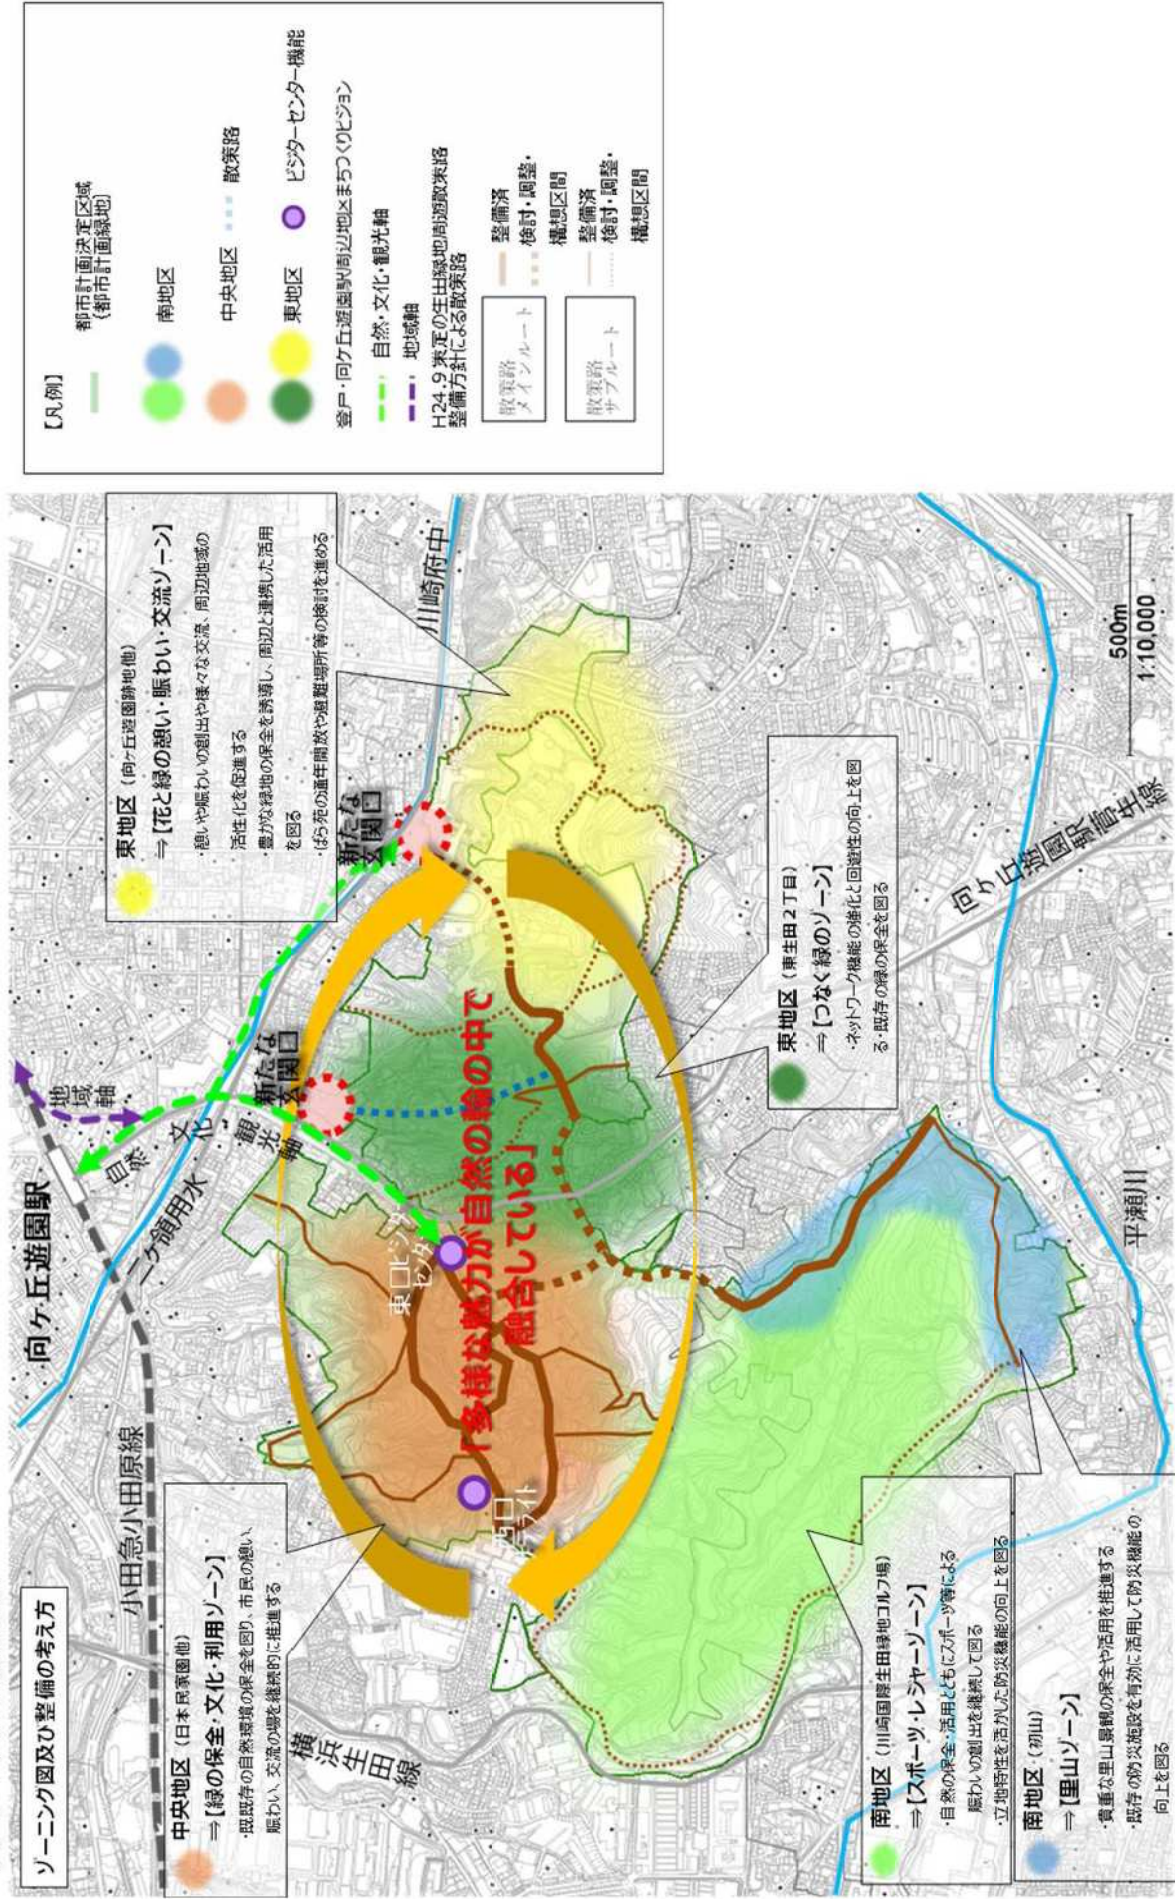 ゾーニング図及び整備の考え方
中央地区（日本民家園他）
⇒［緑の保全・文化・利用ゾーン］
・既既存の自然環境の保全を図り、市民の憩い、
賑わい、交流の場を継続的に推進する
小田急小田原線
向ヶ丘遊園駅
二ヶ領用水
横浜生田線
地域軸
自然
文化
観光軸
新たな
玄関口
新たな
玄関口
東地区（向ヶ丘遊園跡地他）
⇒［花と緑の憩い・賑わい・交流ゾーン］
・憩いや賑わいの創出や様々な交流、周辺地域の
活性化を促進する
・豊かな緑地の保全を誘導し、周辺と連携した活用
を図る
・ばら苑の通年開放や避難場所等の検討を進める
川崎府中
東口ビジター
センター
西口
サテライト
「多様な魅力が自然の輪の中で
融合している」
東地区（東生田２丁目）
⇒［つなぐ緑のゾーン］
・ネットワーク機能の強化と回遊性の向上を図
る・既存の緑の保全を図る
向ヶ丘遊園駅菅生線
平瀬川
500m
1:10,000
南地区（川崎国際生田緑地ゴルフ場）
⇒［スポーツ・レジャーゾーン］
・自然の保全・活用とともにスポーツ等による
賑わいの創出を継続して図る
・立地特性を活かした防災機能の向上を図る
南地区（初山）
⇒［里山ゾーン］
・貴重な里山景観の保全や活用を推進する
・既存の防災施設を有効に活用して防災機能の
向上を図る
【凡例】
都市計画決定区域
（都市計画緑地）
南地区
中央地区
散策路
東地区
ビジターセンター機能
登戸・向ケ丘遊園駅周辺地区まちづくりビジョン
自然・文化・観光軸
地域軸
H24.9策定の生田緑地周遊散策路
整備方針による散策路
散策路
メインルート
整備済
検討・調整・
構想区間
散策路
サブルート
整備済
検討・調整・
構想区間